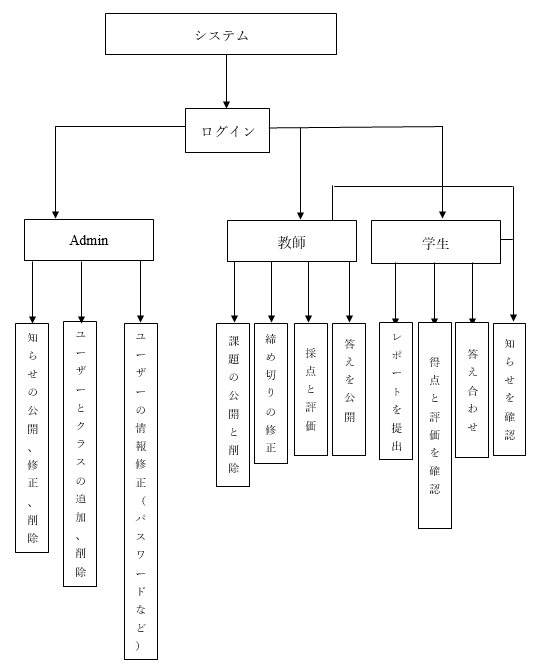 システム
ログイン
Admin
教師
学生
知らせの公開、修正、削除
ユーザーとクラスの追加、削除
ユーザーの情報修正（パスワードなど）
課題の公開と削除
締め切りの修正
採点と評価
答えを公開
レポートを提出
得点と評価を確認
答え合わせ
知らせを確認